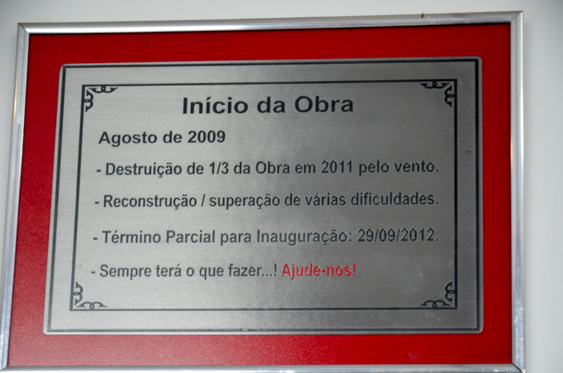 Início da Obra
Agosto de 2009
- Destruição de 1/3 da Obra em 2011 pelo vento.
- Reconstrução / superação de várias dificuldades.
- Término Parcial para Inauguração: 29/09/2012.
- Sempre terá o que fazer...! Ajude-nos!